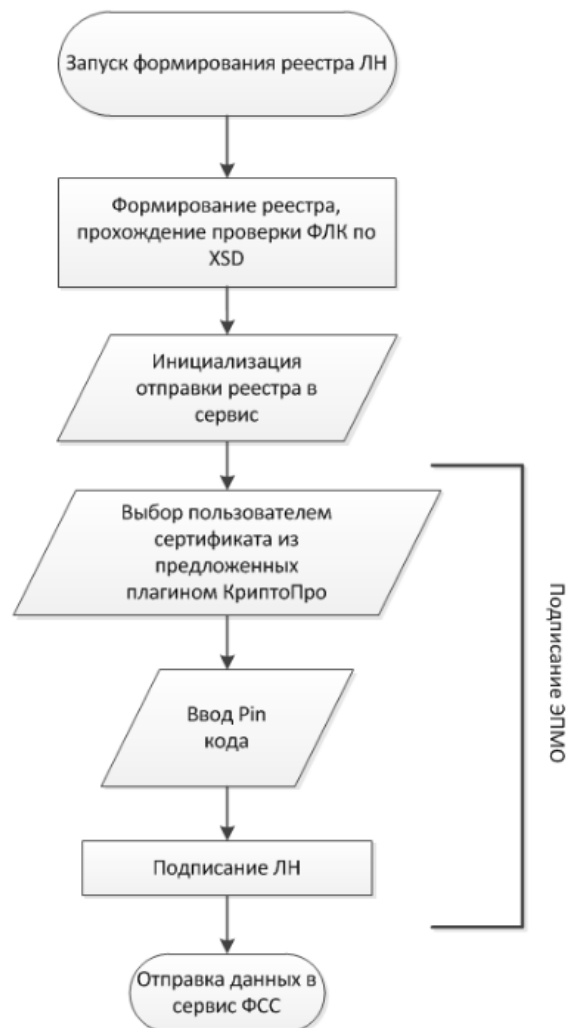 Запуск формирования реестра ЛН
Формирование реестра,
прохождение проверки ФЛК по
XSD
Инициализация
отправки реестра в
сервис
Выбор пользователем
сертификата из
предложенных
плагином КриптоПро
Ввод Pin
кода
Подписание ЛН
Отправка данных в
сервис ФСС
Подписание ЭПМО